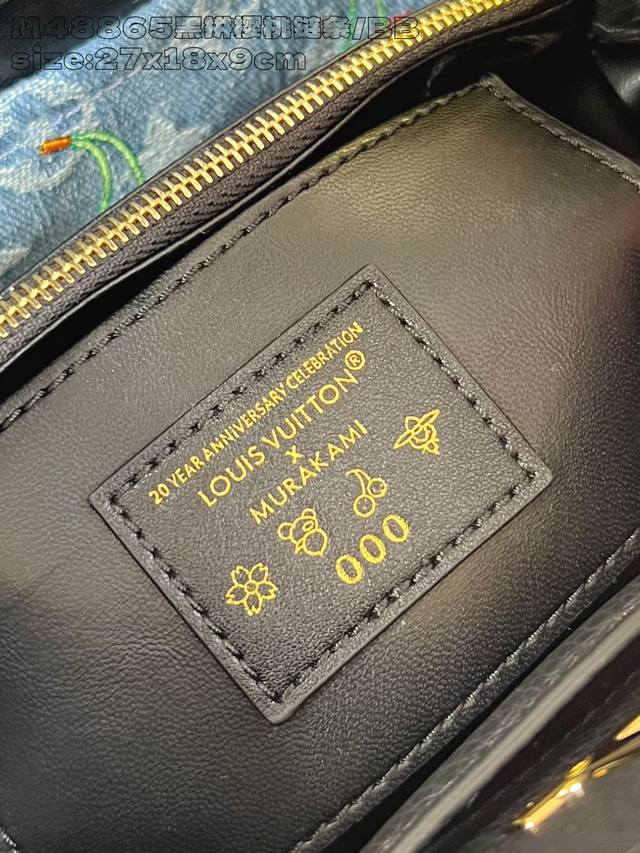 M48865黑拼樱桃链条/BB
size:27x18x9cm
20 YEAR ANNIVERSARY CELEBRATION
LOUIS VUITTON®
X
MURAKAMI
000